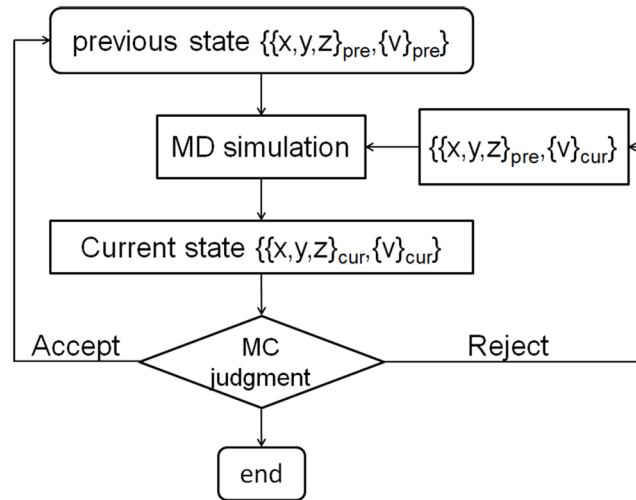 previous state {{x,y,z}pre,{v}pre}
MD simulation
{{x,y,z}pre,{v}cur}
Current state {{x,y,z}cur,{v}cur}
Accept
MC
judgment
Reject
end